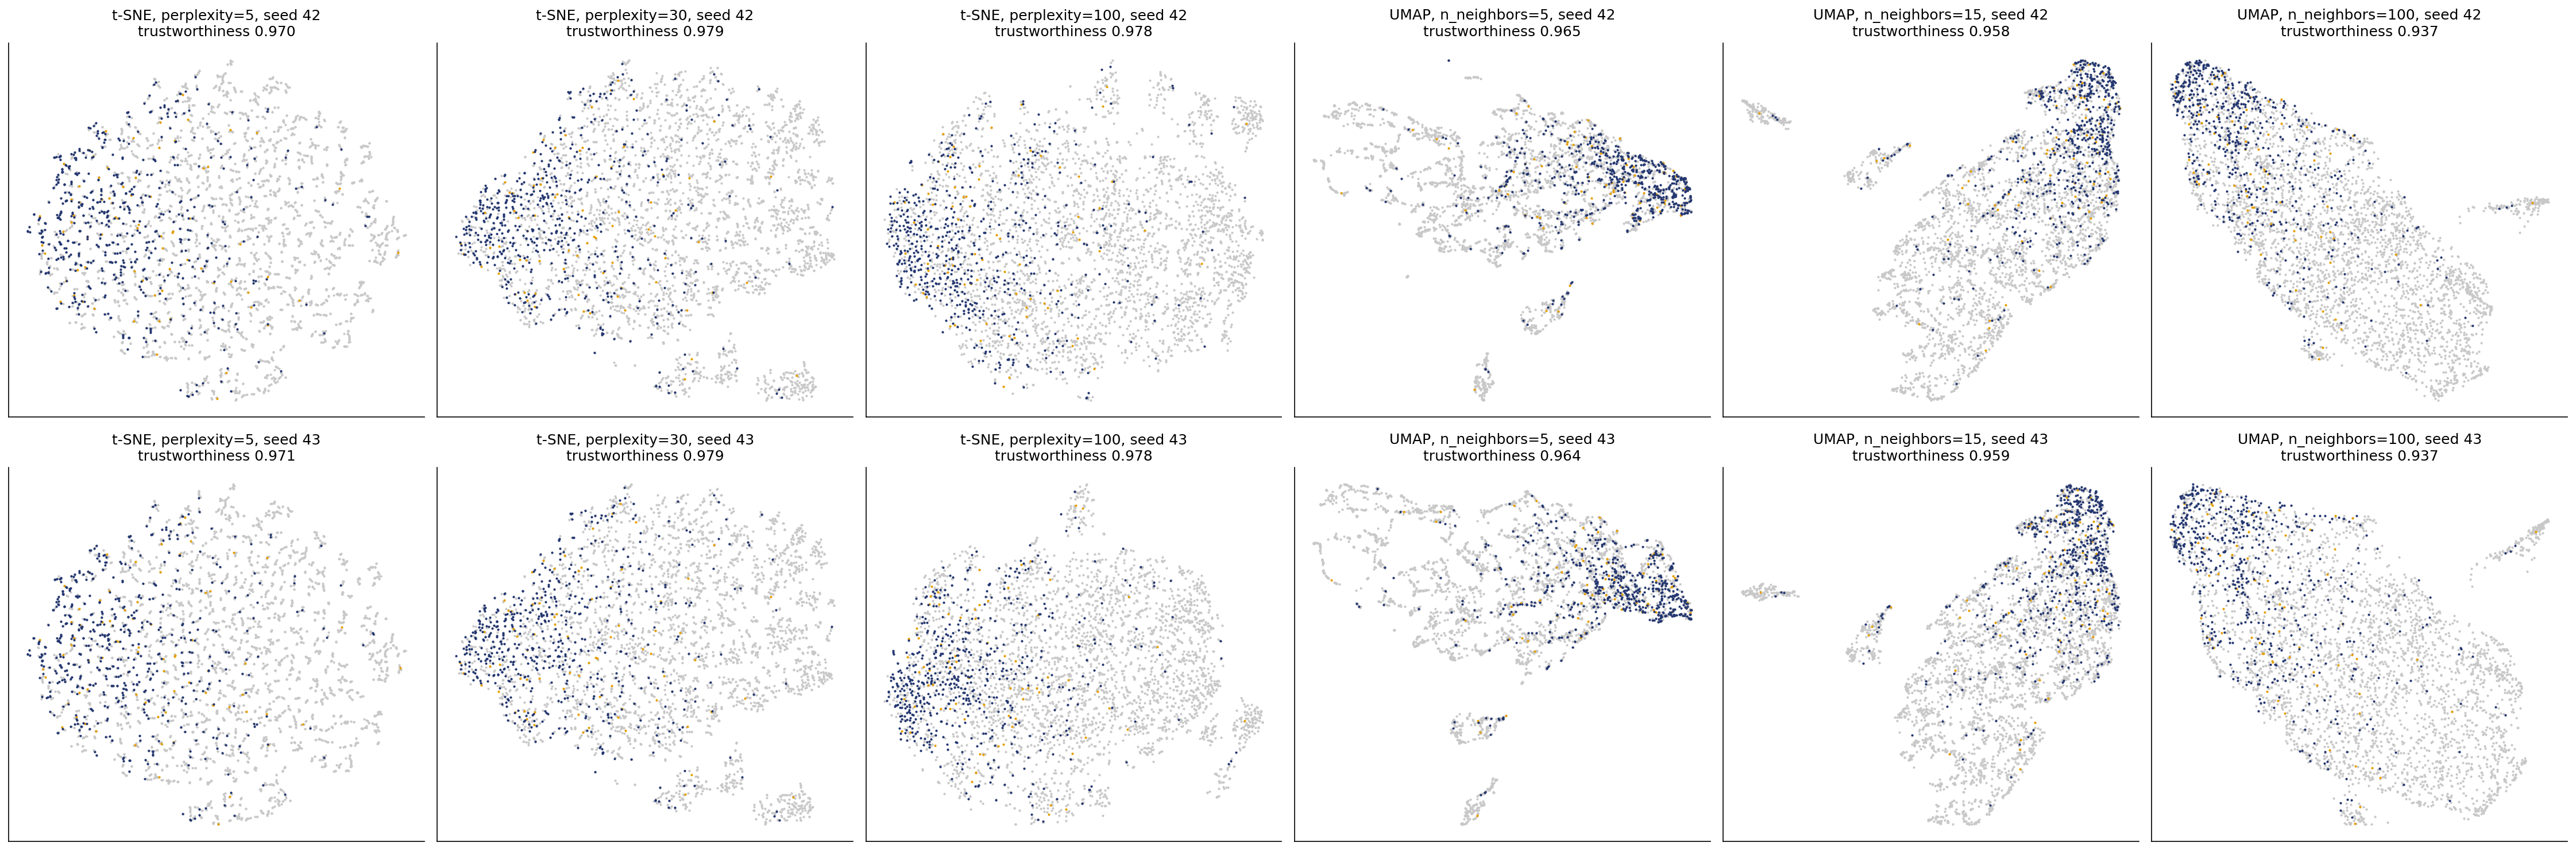 t-SNE, perplexity=5, seed 42
trustworthiness 0.970
t-SNE, perplexity=30, seed 42
trustworthiness 0.979
t-SNE, perplexity=100, seed 42
trustworthiness 0.978
UMAP, n_neighbors=5, seed 42
trustworthiness 0.965
UMAP, n_neighbors=15, seed 42
trustworthiness 0.958
UMAP, n_neighbors=100, seed 42
trustworthiness 0.937
t-SNE, perplexity=5, seed 43
trustworthiness 0.971
t-SNE, perplexity=30, seed 43
trustworthiness 0.979
t-SNE, perplexity=100, seed 43
trustworthiness 0.978
UMAP, n_neighbors=5, seed 43
trustworthiness 0.964
UMAP, n_neighbors=15, seed 43
trustworthiness 0.959
UMAP, n_neighbors=100, seed 43
trustworthiness 0.937